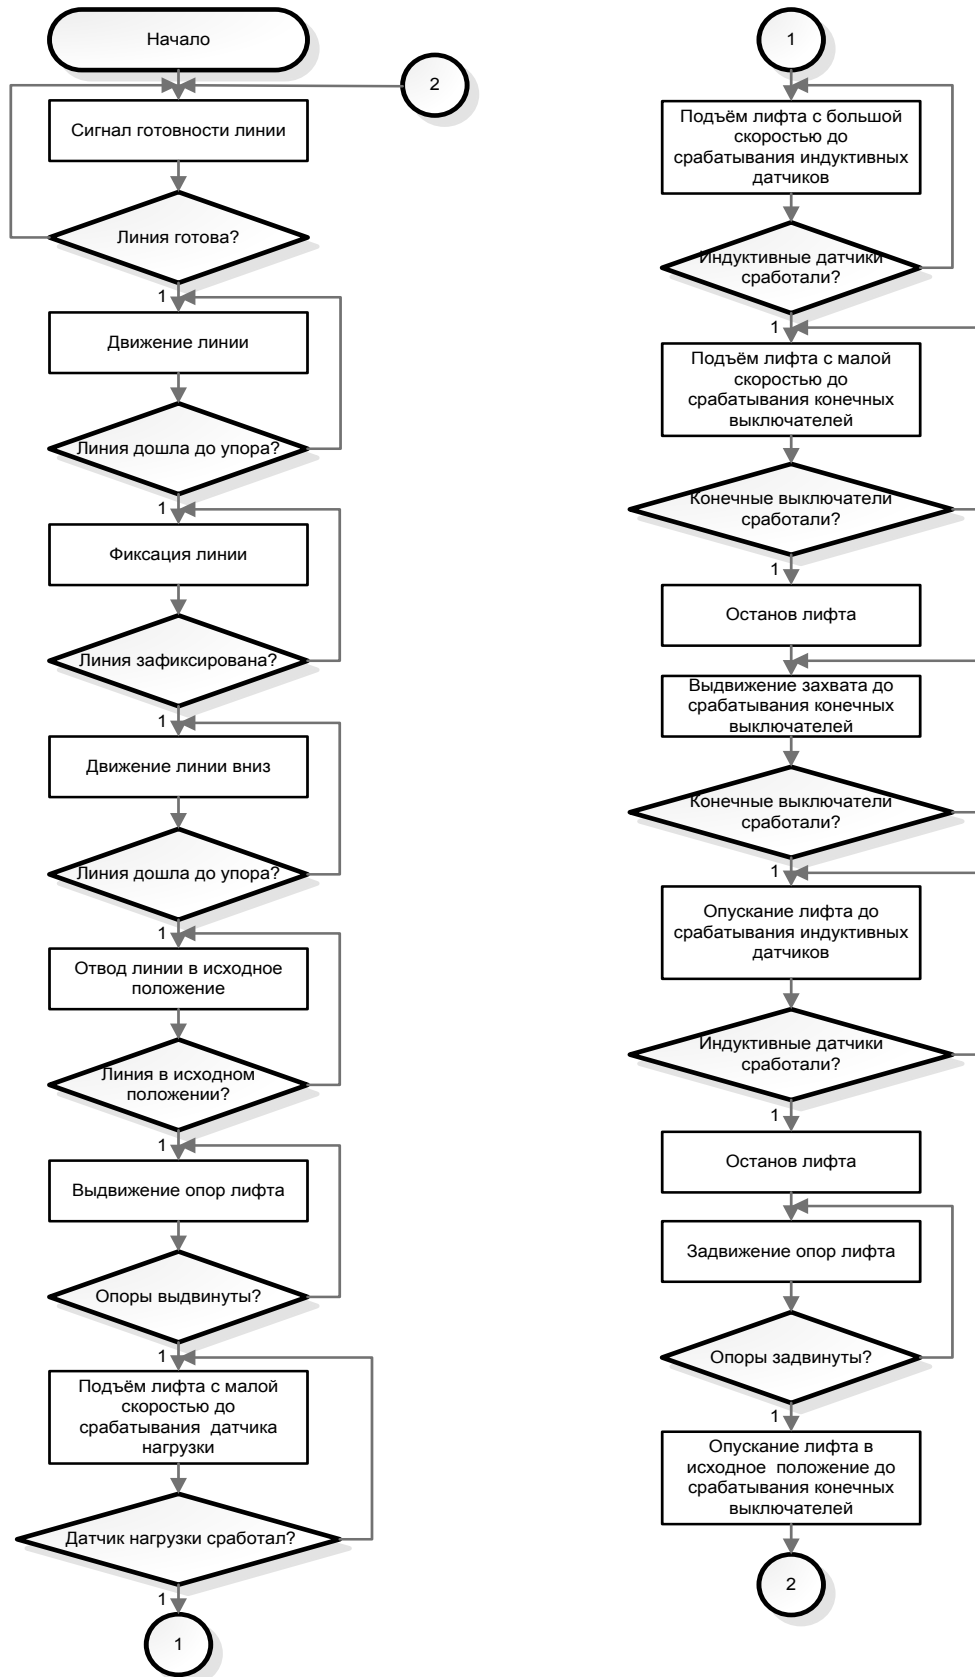 Начало
2
Сигнал готовности линии
Линия готова?
1
Движение линии
Линия дошла до упора?
1
Фиксация линии
Линия зафиксирована?
1
Движение линии вниз
Линия дошла до упора?
1
Отвод линии в исходное
положение
Линия в исходном
положении?
1
Выдвижение опор лифта
Опоры выдвинуты?
1
Подъём лифта с малой
скоростью до
срабатывания датчика
нагрузки
Датчик нагрузки сработал?
1
1
1
Подъём лифта с большой
скоростью до
срабатывания индуктивных
датчиков
Индуктивные датчики
сработали?
1
Подъём лифта с малой
скоростью до
срабатывания конечных
выключателей
Конечные выключатели
сработали?
1
Останов лифта
Выдвижение захвата до
срабатывания конечных
выключателей
Конечные выключатели
сработали?
1
Опускание лифта до
срабатывания индуктивных
датчиков
Индуктивные датчики
сработали?
1
Останов лифта
Задвижение опор лифта
Опоры задвинуты?
1
Опускание лифта в
исходное положение до
срабатывания конечных
выключателей
2